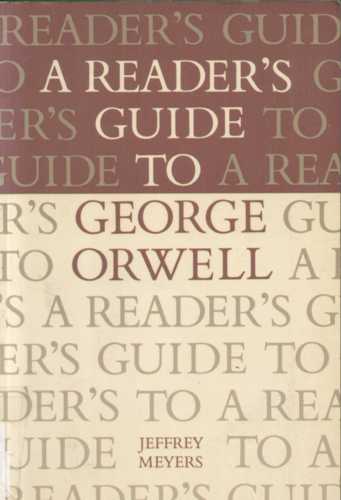 A READER'S GUID
O A READER'S
ER'S GUIDE TO
GUIDE TO A REA
R'S GEORGE GU
TO ORWELL A
'S A READER'S G
ER'S GUIDE TO
DER'S TO A REA
UIDE JEFFREY TO A
MEYERS